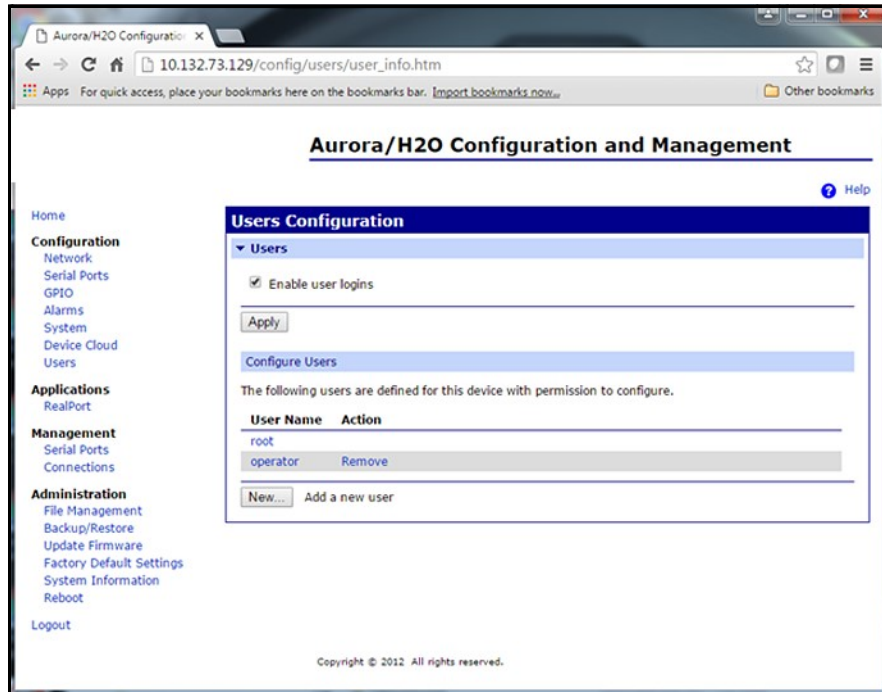 Aurora/H2O Configuratio
10.132.73.129/config/users/user_info.htm
Apps For quick access, place your bookmarks here on the bookmarks bar. Import bookmarks now... Other bookmarks
Aurora/H2O Configuration and Management
Help
Home
Configuration
Network
Serial Ports
GPIO
Alarms
System
Device Cloud
Users
Applications
RealPort
Management
Serial Ports
Connections
Administration
File Management
Backup/Restore
Update Firmware
Factory Default Settings
System Information
Reboot
Logout
Users Configuration
Users
Enable user logins
Apply
Configure Users
The following users are defined for this device with permission to configure.
User Name Action
root
operator Remove
New... Add a new user
Copyright © 2012 All rights reserved.